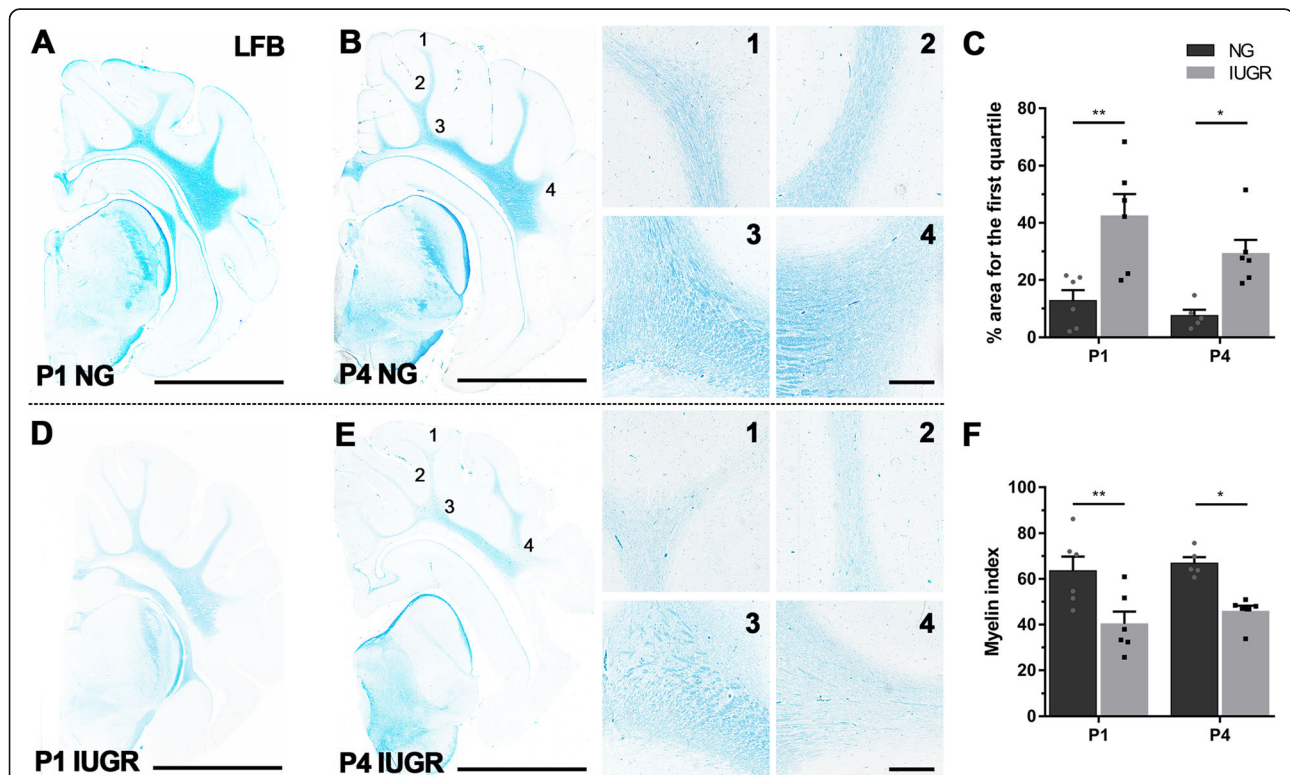 A LFB
P1 NG
B
1
2
3
4
P4 NG
1
2
3
4
C
NG
IUGR
% area for the first quartile
80
60
40
20
0
** *
P1 P4
D
P1 IUGR
E
1
2
3
4
P4 IUGR
1
2
3
4
F
Myelin index
100
80
60
40
20
0
** *
P1 P4